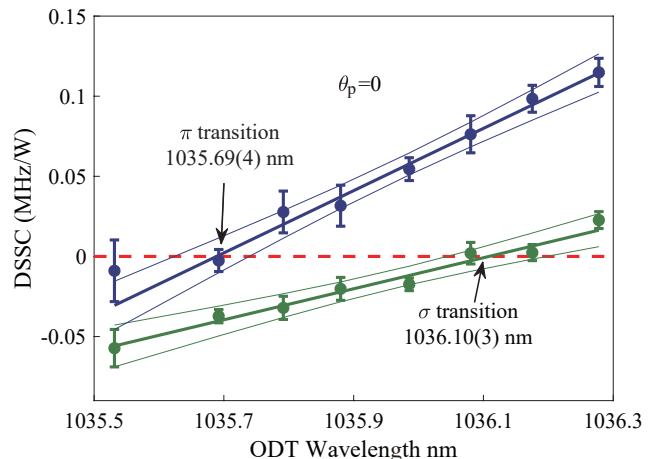 0.15
0.1
0.05
0
-0.05
DSSC (MHz/W)
θp=0
π transition
1035.69(4) nm
σ transition
1036.10(3) nm
1035.5 1035.7 1035.9 1036.1 1036.3
ODT Wavelength nm